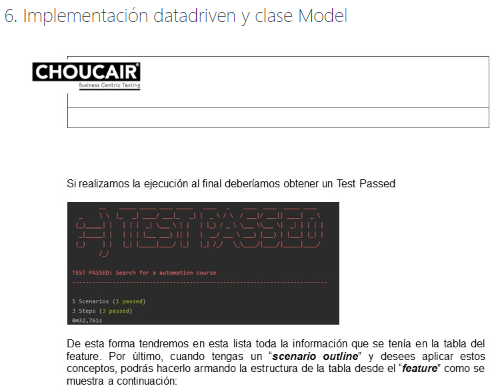 6. Implementación datadriven y clase Model
CHOUCAIR
Business Centric Testing
Si realizamos la ejecución al final deberíamos obtener un Test Passed
TEST PASSED: Search for a automation course
1 Scenarios (1 passed)
3 Steps (3 passed)
0m32,761s
De esta forma tendremos en esta lista toda la información que se tenía en la tabla del
feature. Por último, cuando tengas un "scenario outline" y desees aplicar estos
conceptos, podrás hacerlo armando la estructura de la tabla desde el "feature" como se
muestra a continuación: